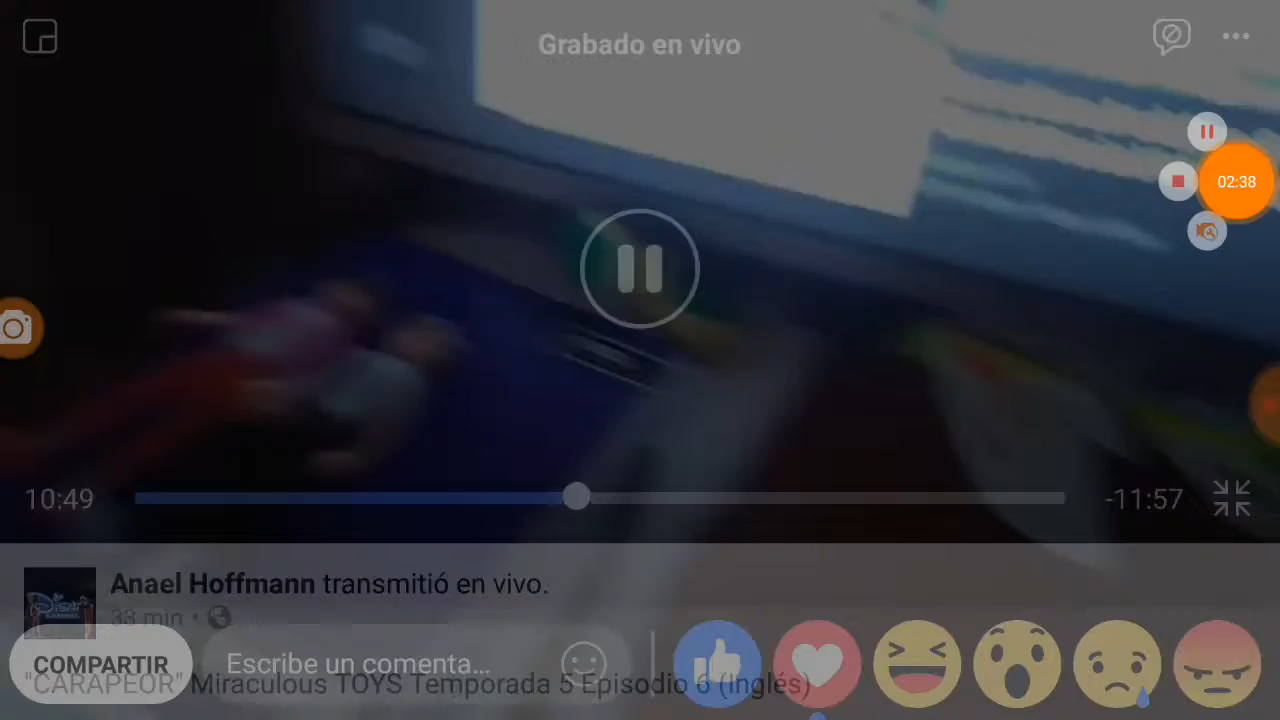 Grabado en vivo
02:38
10:49
-11:57
Anael Hoffmann transmitió en vivo.
33 min ·
COMPARTIR
Escribe un comenta...
"CARAPEOR" Miraculous TOYS Temporada 5 Episodio 6 (Inglés)